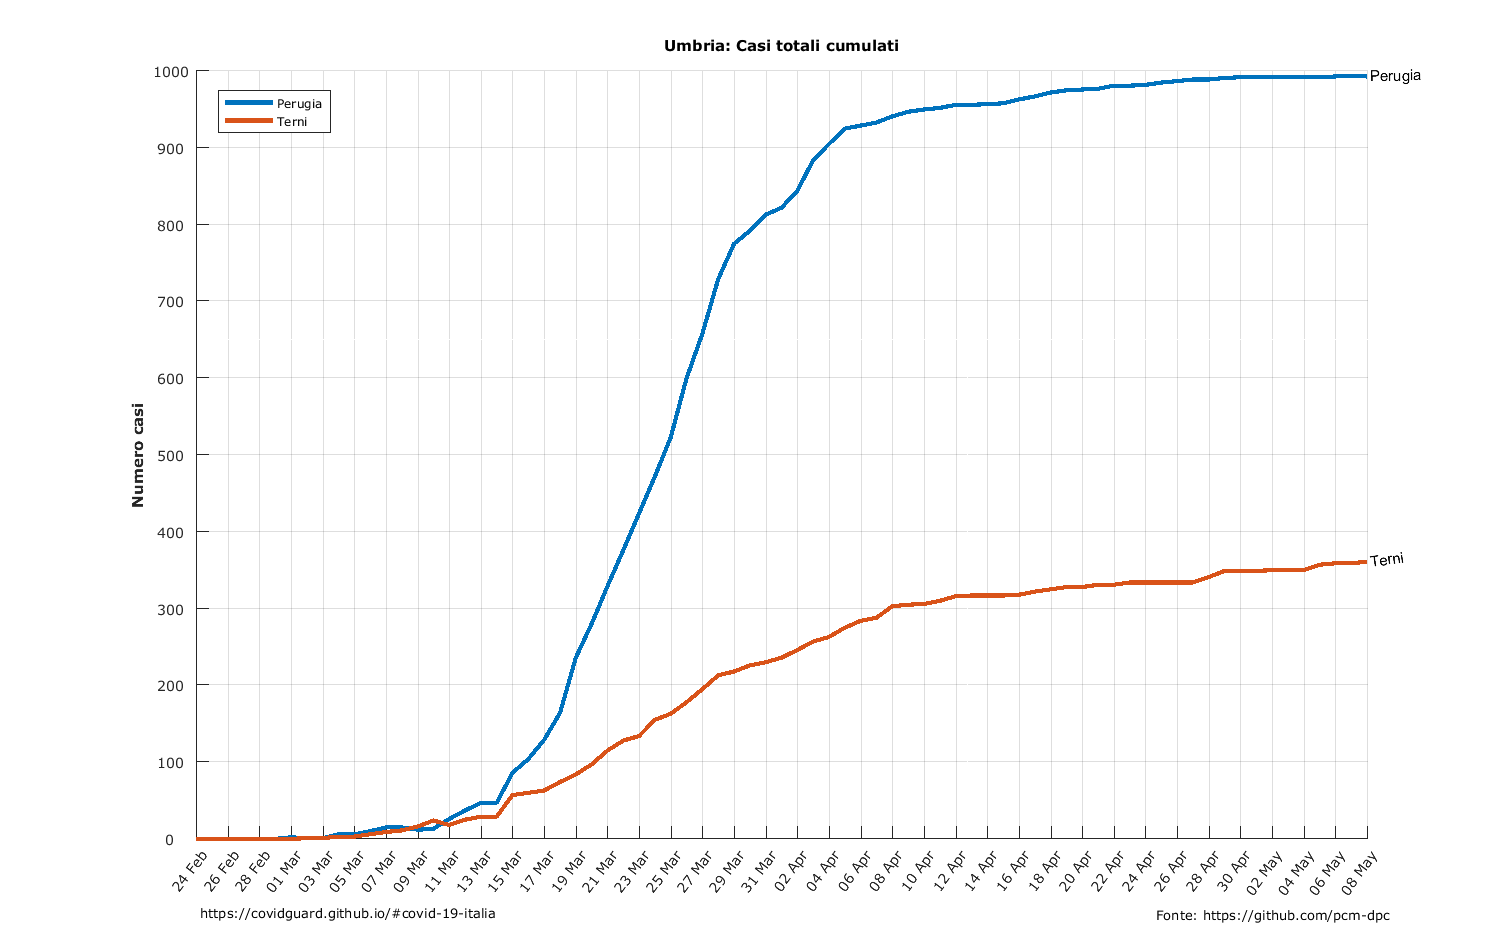 Umbria: Casi totali cumulati
Perugia
Terni
Numero casi
1000
900
800
700
600
500
400
300
200
100
0
Perugia
Terni
24 Feb
26 Feb
28 Feb
01 Mar
03 Mar
05 Mar
07 Mar
09 Mar
11 Mar
13 Mar
15 Mar
17 Mar
19 Mar
21 Mar
23 Mar
25 Mar
27 Mar
29 Mar
31 Mar
02 Apr
04 Apr
06 Apr
08 Apr
10 Apr
12 Apr
14 Apr
16 Apr
18 Apr
20 Apr
22 Apr
24 Apr
26 Apr
28 Apr
30 Apr
02 May
04 May
06 May
08 May
https://covidguard.github.io/#covid-19-italia
Fonte: https://github.com/pcm-dpc